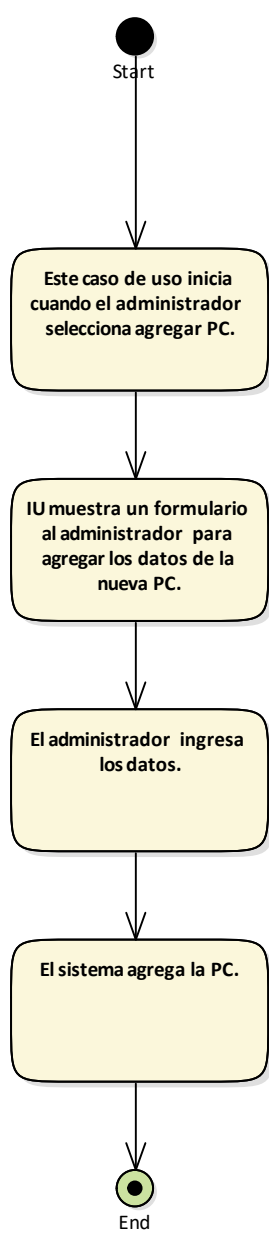 Start
Este caso de uso inicia
cuando el administrador
selecciona agregar PC.
IU muestra un formulario
al administrador para
agregar los datos de la
nueva PC.
El administrador ingresa
los datos.
El sistema agrega la PC.
End